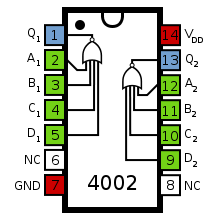 Q1 1 14 VDD
A1 2 13 Q2
B1 3 12 A2
C1 4 11 B2
D1 5 10 C2
NC 6 9 D2
GND 7 8 NC
4002